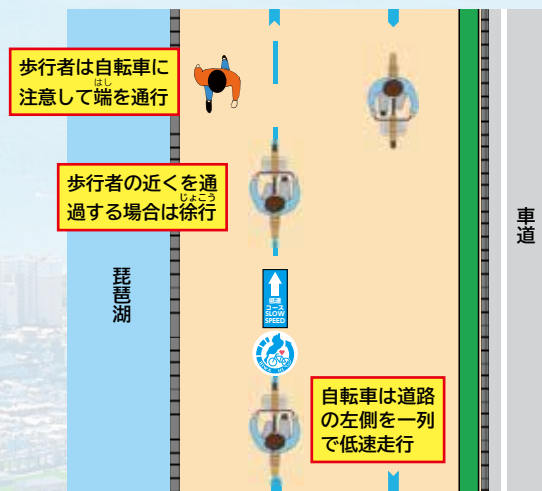 歩行者は自転車に
はし
注意して端を通行
歩行者の近くを通
じょこう
過する場合は徐行
車道
琵琶湖
低速
コース
SLOW
SPEED
自転車は道路
の左側を一列
で低速走行